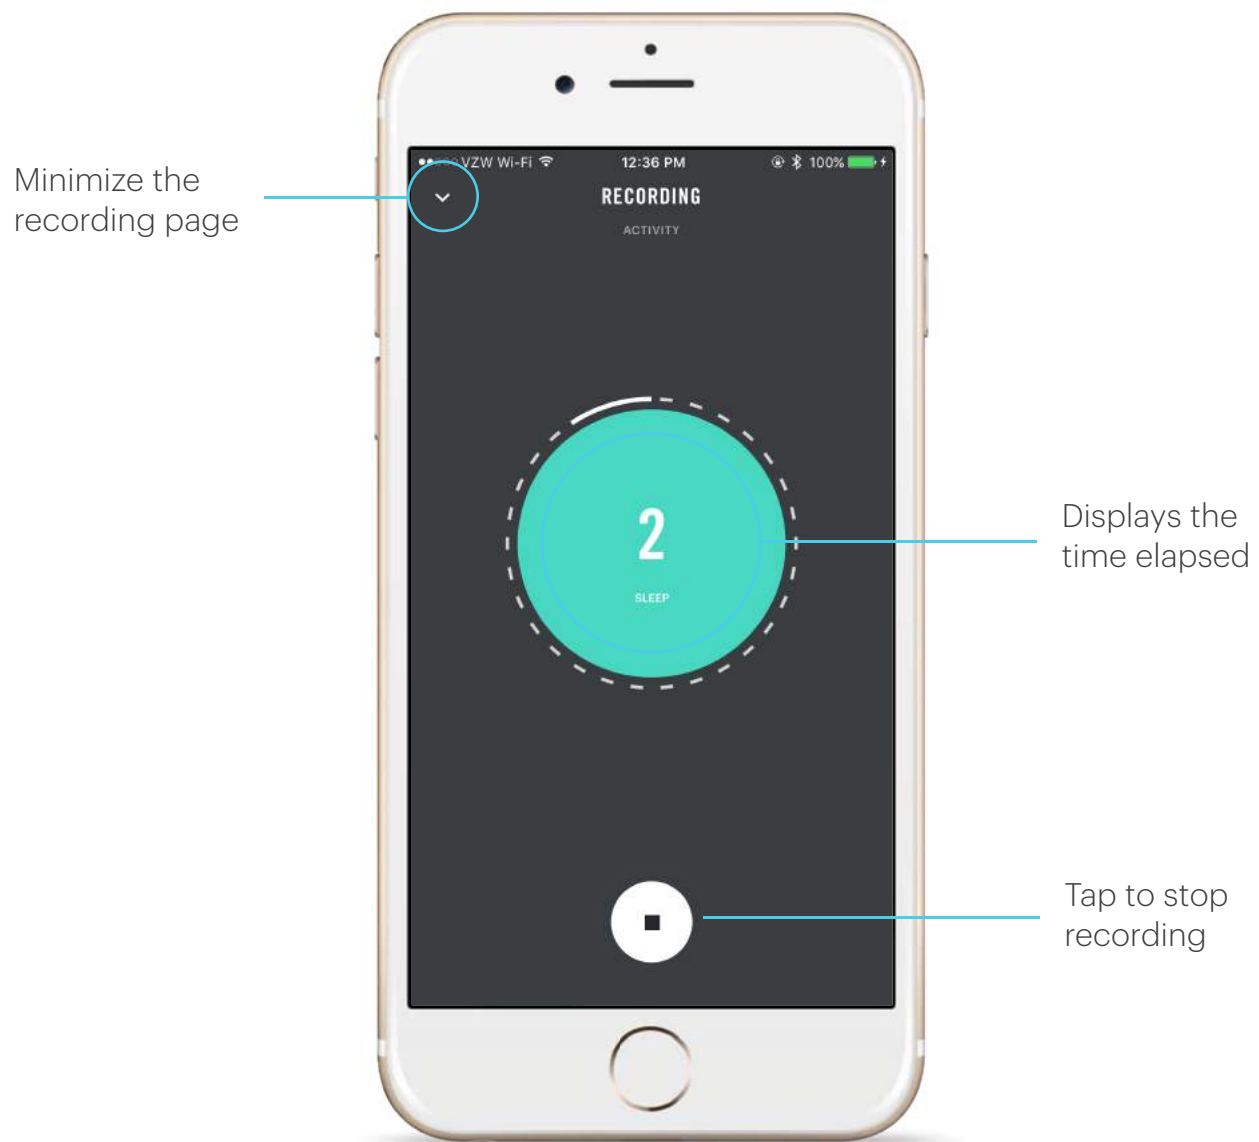 VZW Wi-Fi
12:36 PM
100%
Minimize the
recording page
RECORDING
ACTIVITY
2
SLEEP
Displays the
time elapsed
Tap to stop
recording